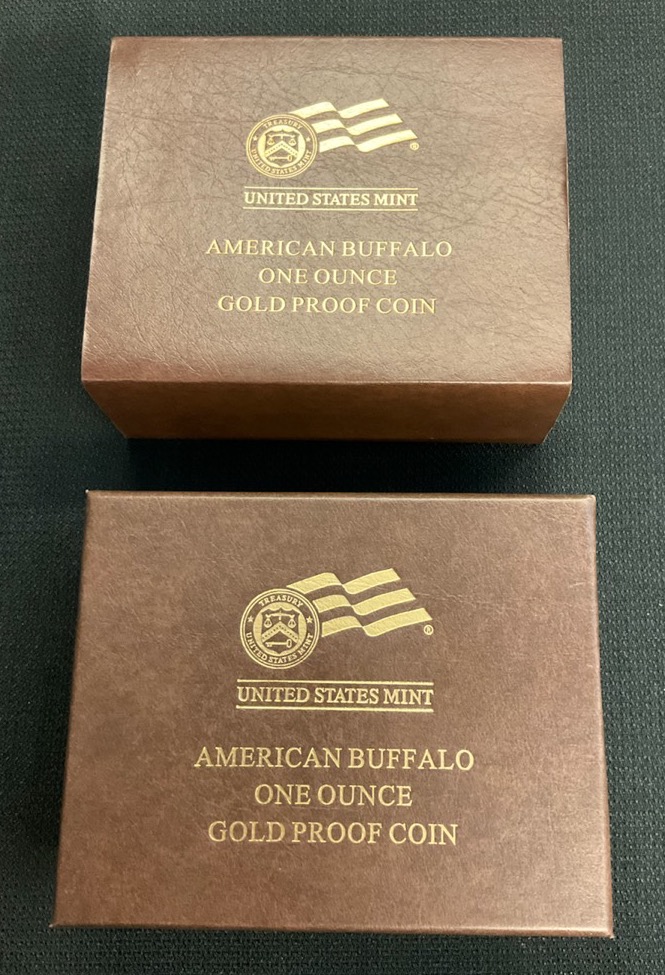 TREASURY
UNITED STATES MINT
®
UNITED STATES MINT
AMERICAN BUFFALO
ONE OUNCE
GOLD PROOF COIN
TREASURY
UNITED STATES MINT
®
UNITED STATES MINT
AMERICAN BUFFALO
ONE OUNCE
GOLD PROOF COIN